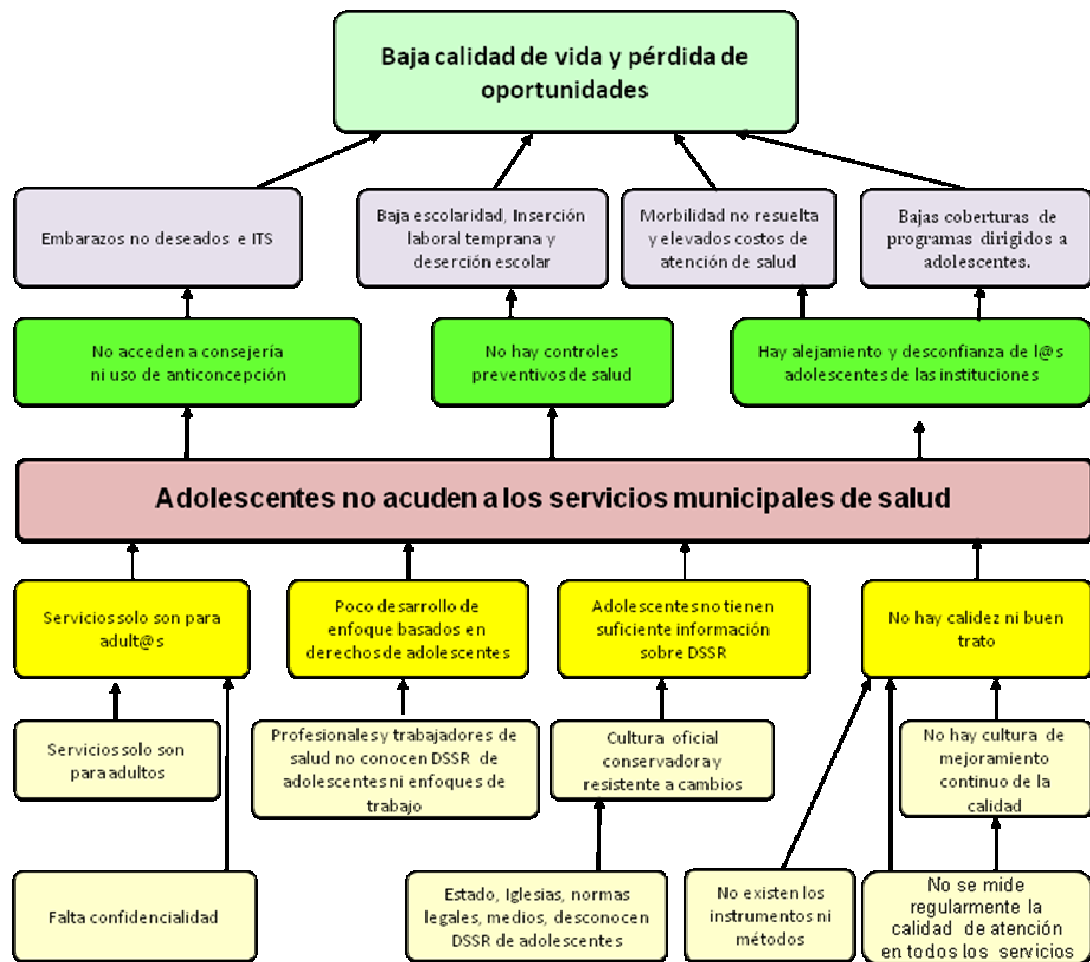 Baja calidad de vida y pérdida de
oportunidades
Embarazos no deseados e ITS
Baja escolaridad, Inserción
laboral temprana y
deserción escolar
Morbilidad no resuelta
y elevados costos de
atención de salud
Bajas coberturas de
programas dirigidos a
adolescentes.
No acceden a consejería
ni uso de anticoncepción
No hay controles
preventivos de salud
Hay alejamiento y desconfianza de l@s
adolescentes de las instituciones
Adolescentes no acuden a los servicios municipales de salud
Servicios solo son para
adult@s
Poco desarrollo de
enfoque basados en
derechos de adolescentes
Adolescentes no tienen
suficiente información
sobre DSSR
No hay calidez ni buen
trato
Servicios solo son
para adultos
Profesionales y trabajadores de
salud no conocen DSSR de
adolescentes ni enfoques de
trabajo
Cultura oficial
conservadora y
resistente a cambios
No hay cultura de
mejoramiento
continuo de la
calidad
Falta confidencialidad
Estado, Iglesias, normas
legales, medios, desconocen
DSSR de adolescentes
No existen los
instrumentos ni
métodos
No se mide
regularmente la
calidad de atención
en todos los servicios